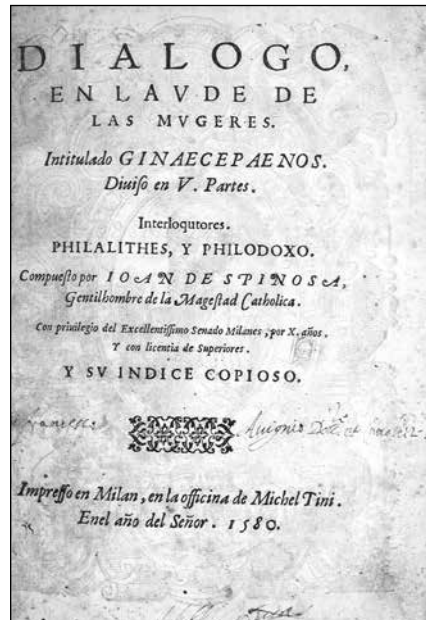 DIALOGO,
EN LAVDE DE
LAS MVGERES.
Intitulado GINAECEPAENOS.
Diuiſo en V. Partes.
Interloqutores.
PHILALITHES, Y PHILODOXO.
Compueſto por IOAN DE SPINOSA,
Gentilhombre de la Mageſtad Catholica.
Con priuilegio del Excellentiſſimo Senado Milanes, por X. años.
Y con licentia de Superiores.
Y SV INDICE COPIOSO.
Impreſſo en Milan, en la officina de Michel Tini.
Enel año del Señor. 1580.